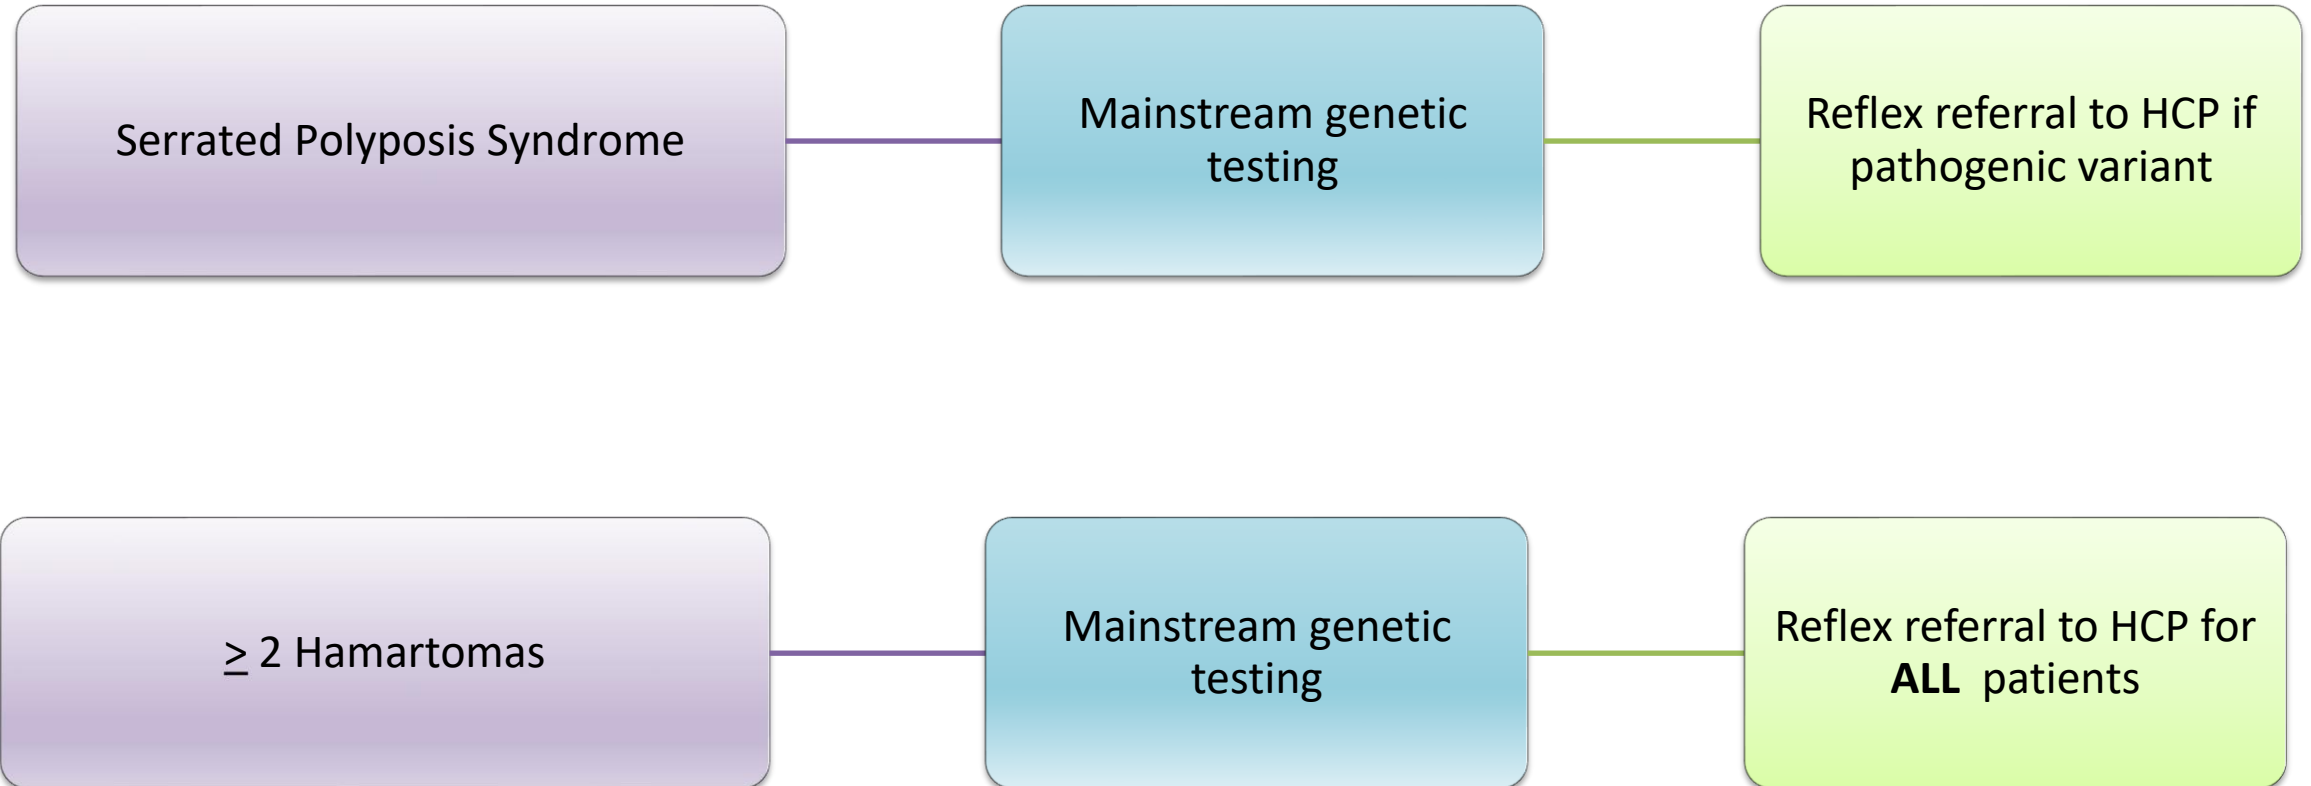 Serrated Polyposis Syndrome
Mainstream genetic
testing
Reflex referral to HCP if
pathogenic variant
≥ 2 Hamartomas
Mainstream genetic
testing
Reflex referral to HCP for
ALL patients